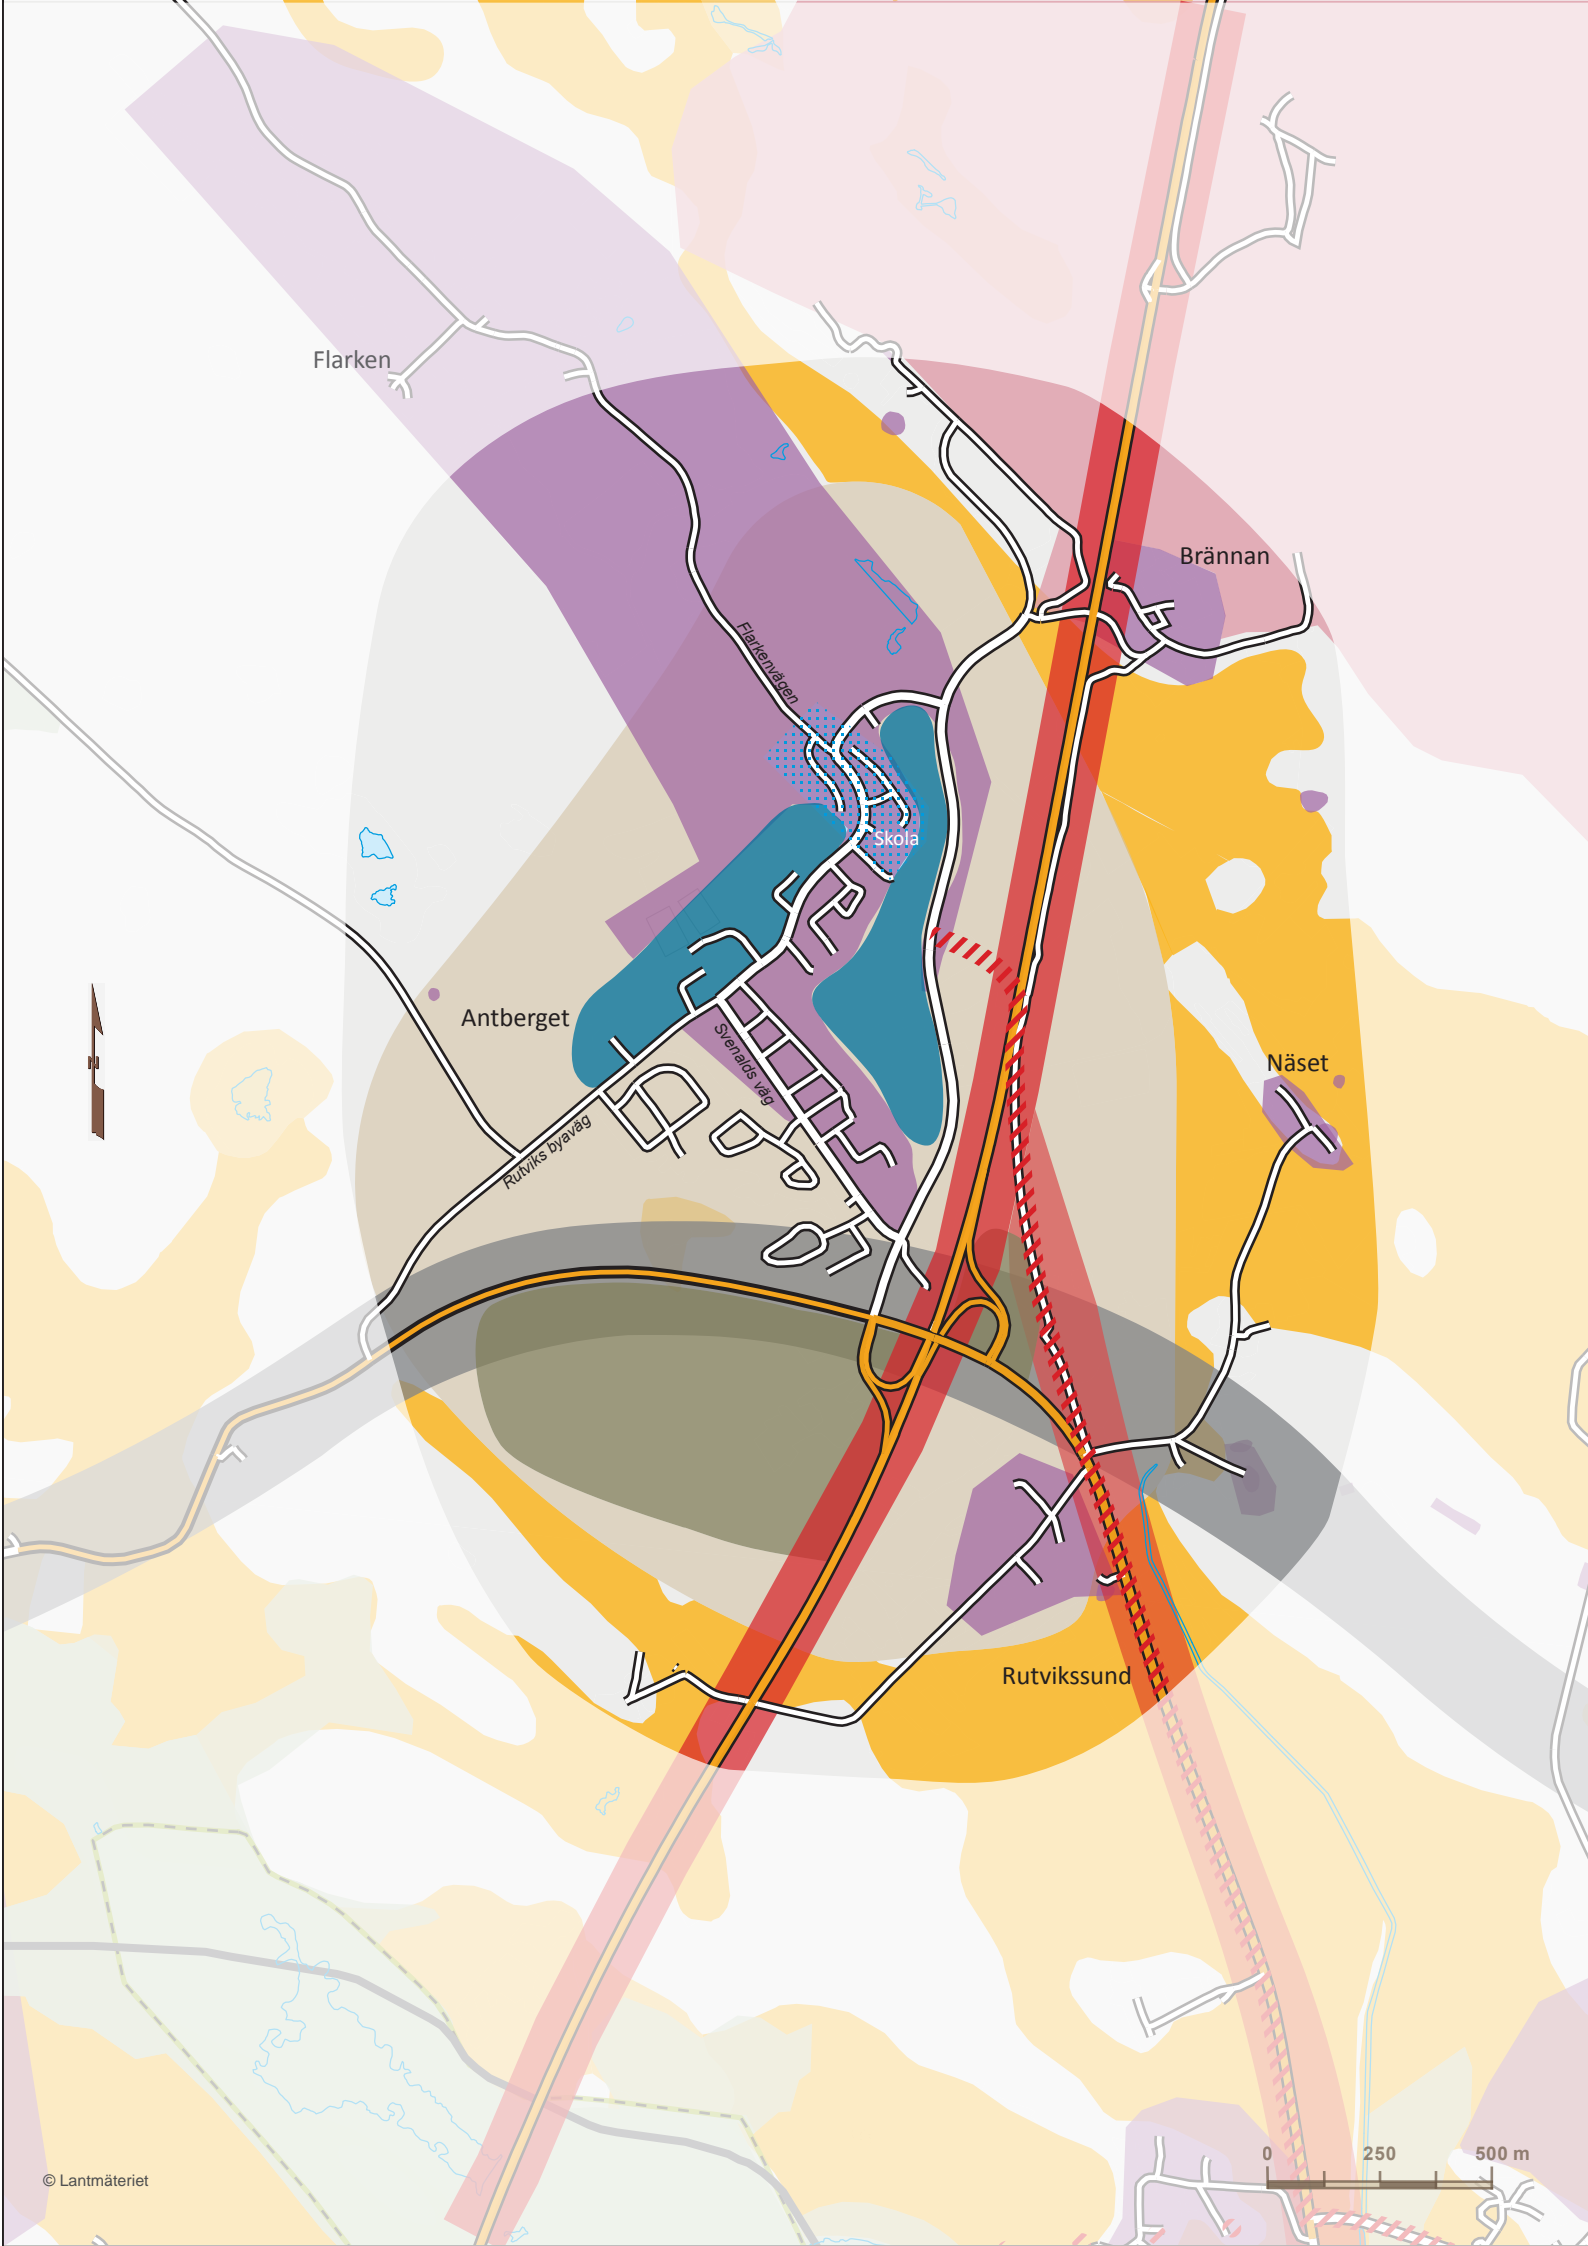 Flarken
Brännan
Flarkenvägen
Skola
Antberget
Svenalds väg
Näset
Rutviks byaväg
Rutvikssund
0 250 500 m
© Lantmäteriet
N